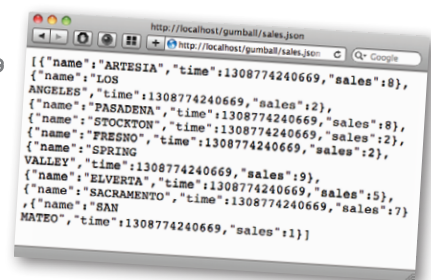 http://localhost/gumball/sales.json
http://localhost/gumball/sales.json
Google
[{"name":"ARTESIA","time":1308774240669,"sales":8},
{"name":"LOS
ANGELES","time":1308774240669,"sales":2},
{"name":"PASADENA","time":1308774240669,"sales":8},
{"name":"STOCKTON","time":1308774240669,"sales":2},
{"name":"FRESNO","time":1308774240669,"sales":2},
{"name":"SPRING
VALLEY","time":1308774240669,"sales":9},
{"name":"ELVERTA","time":1308774240669,"sales":5},
{"name":"SACRAMENTO","time":1308774240669,"sales":7}
,{"name":"SAN
MATEO","time":1308774240669,"sales":1}]